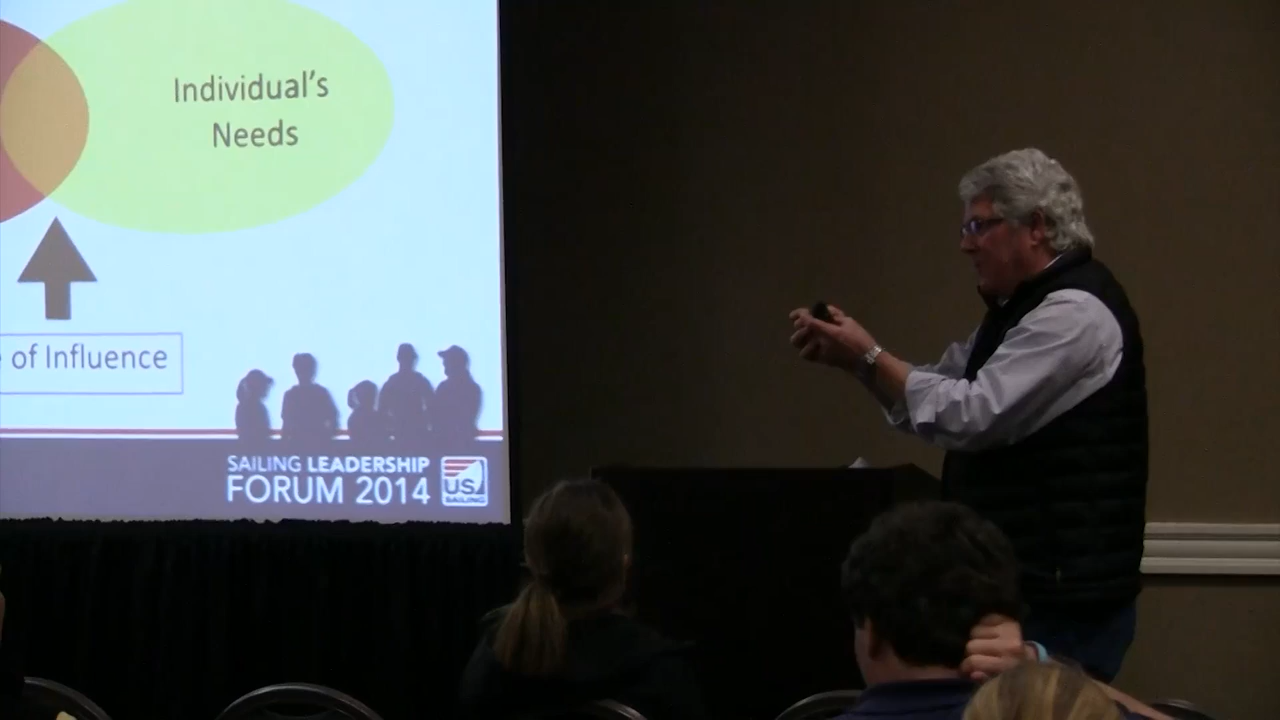 Individual's
Needs
of Influence
SAILING LEADERSHIP
FORUM 2014
US
SAILING